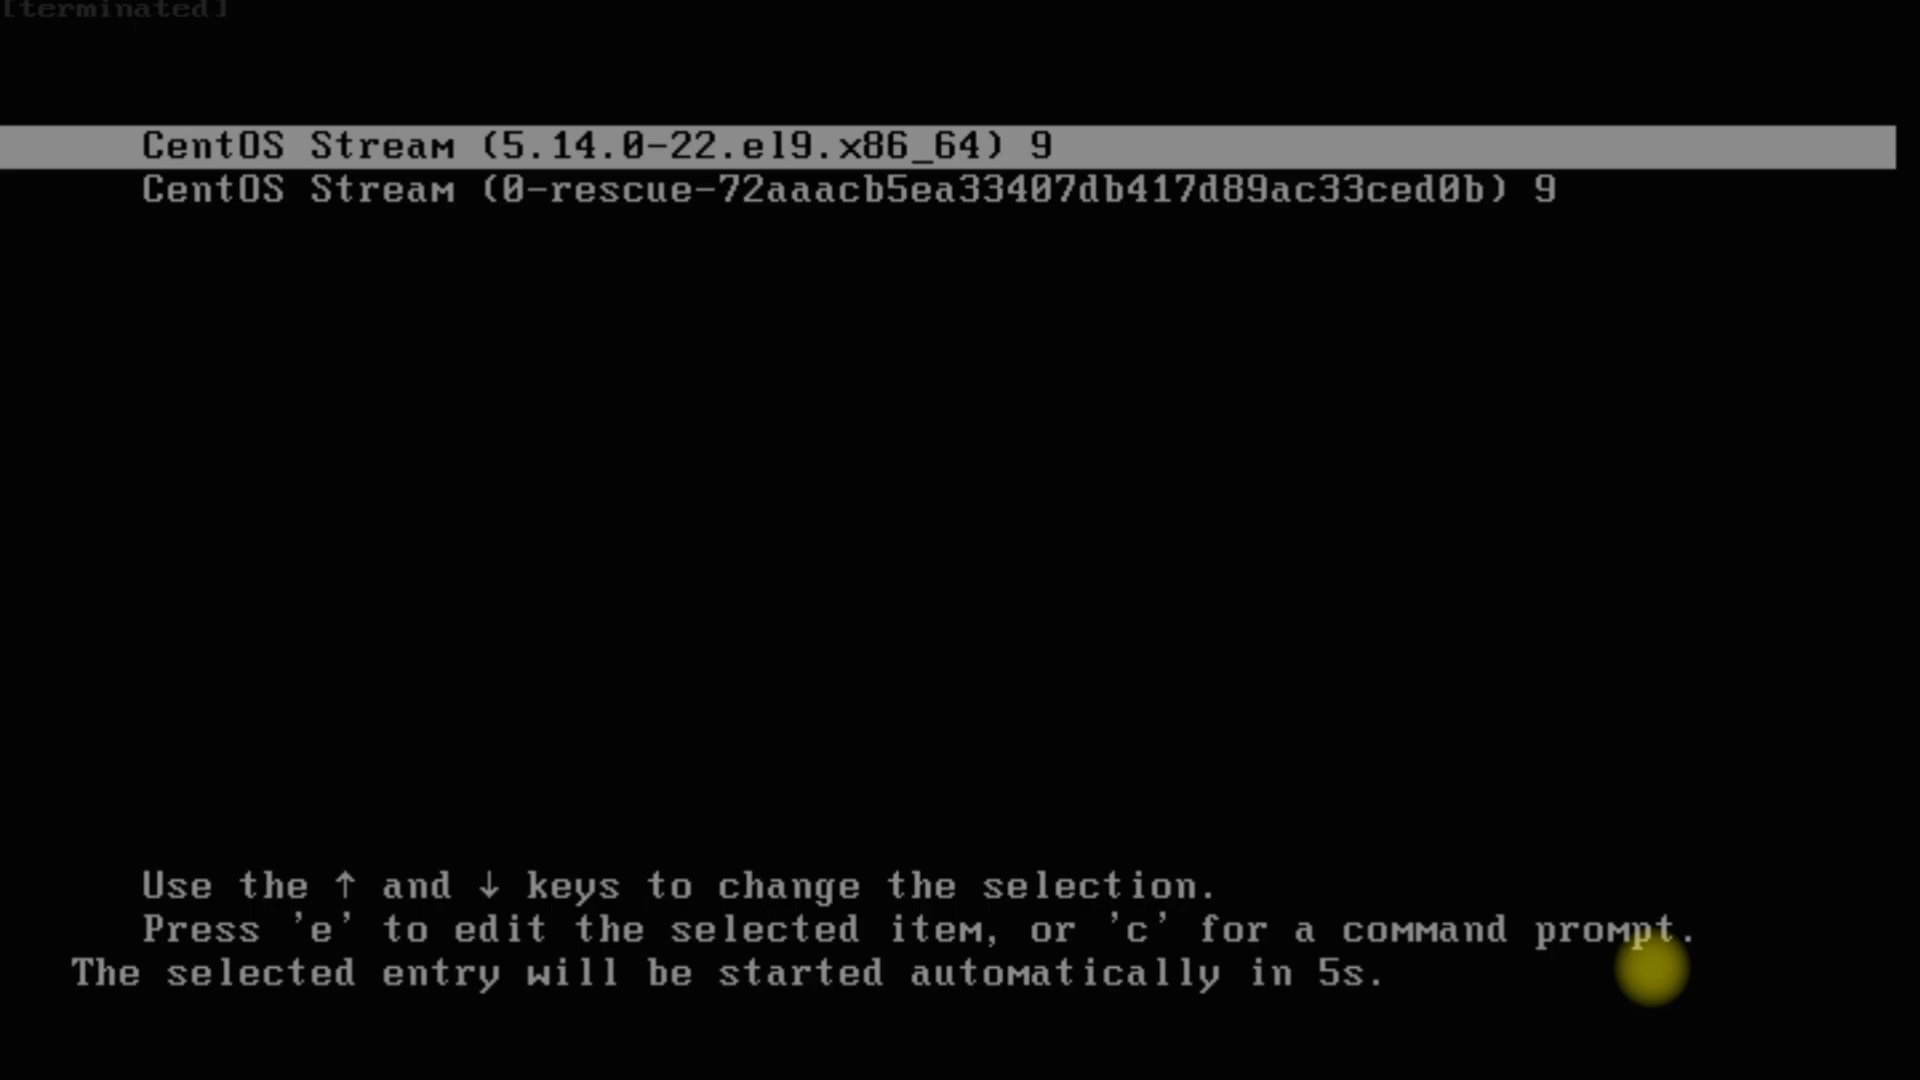 [terminated]
CentOS Stream (5.14.0-22.el9.x86_64) 9
CentOS Stream (0-rescue-72aaacb5ea33407db417d89ac33ced0b) 9
Use the ↑ and ↓ keys to change the selection.
Press 'e' to edit the selected item, or 'c' for a command prompt.
The selected entry will be started automatically in 5s.